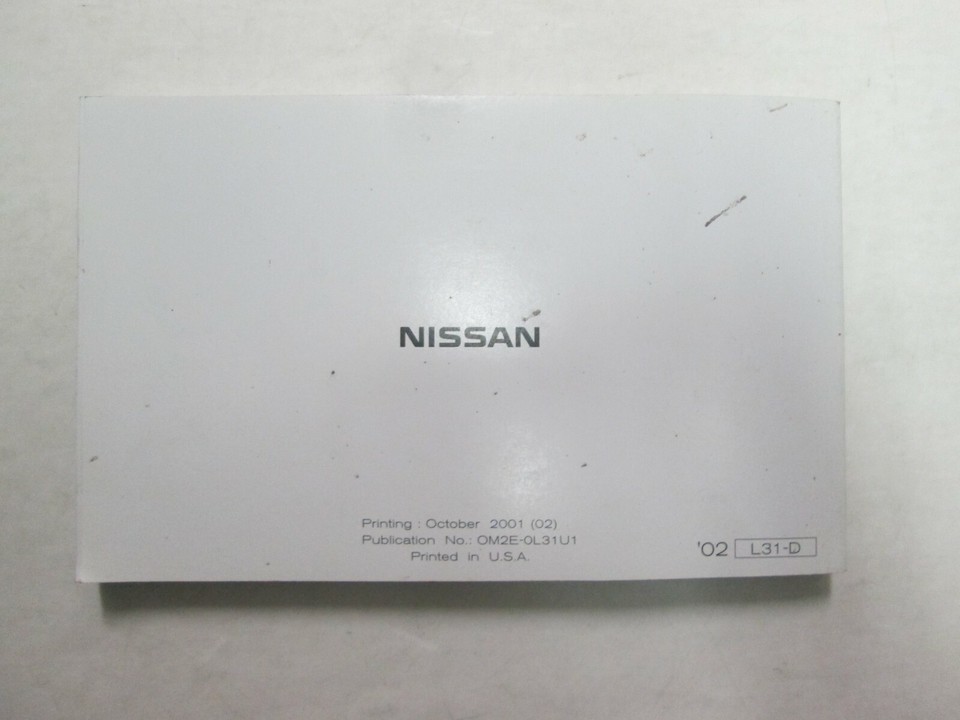 NISSAN
Printing : October 2001 (02)
Publication No.: OM2E-0L31U1
Printed in U.S.A.
'02 L31-D